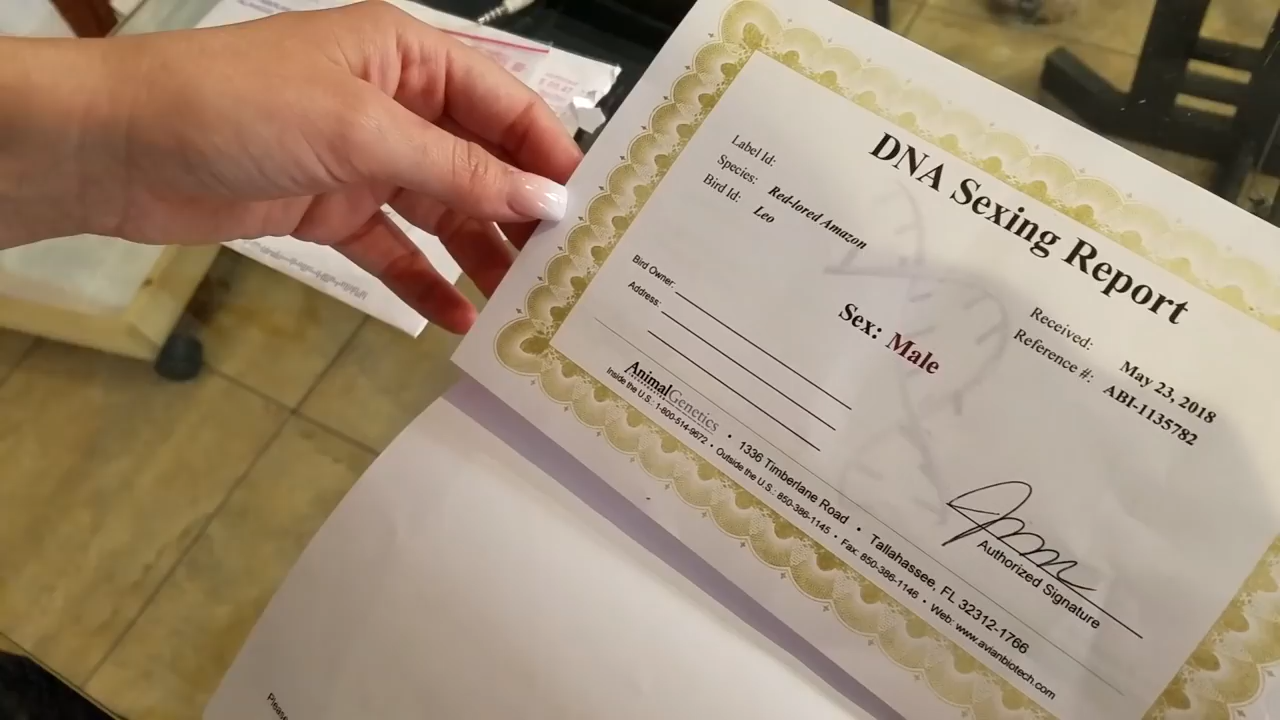 DNA Sexing Report
Label Id:
Species: Red-lored Amazon
Bird Id: Leo
Received: May 23, 2018
Reference #: ABI-1135782
Sex: Male
Bird Owner:
Address:
Authorized Signature
AnimalGenetics • 1336 Timberlane Road • Tallahassee, FL 32312-1766
Inside the U.S.: 1-800-514-9672 • Outside the U.S.: 850-386-1145 • Fax: 850-386-1146 • Web: www.avianbiotech.com